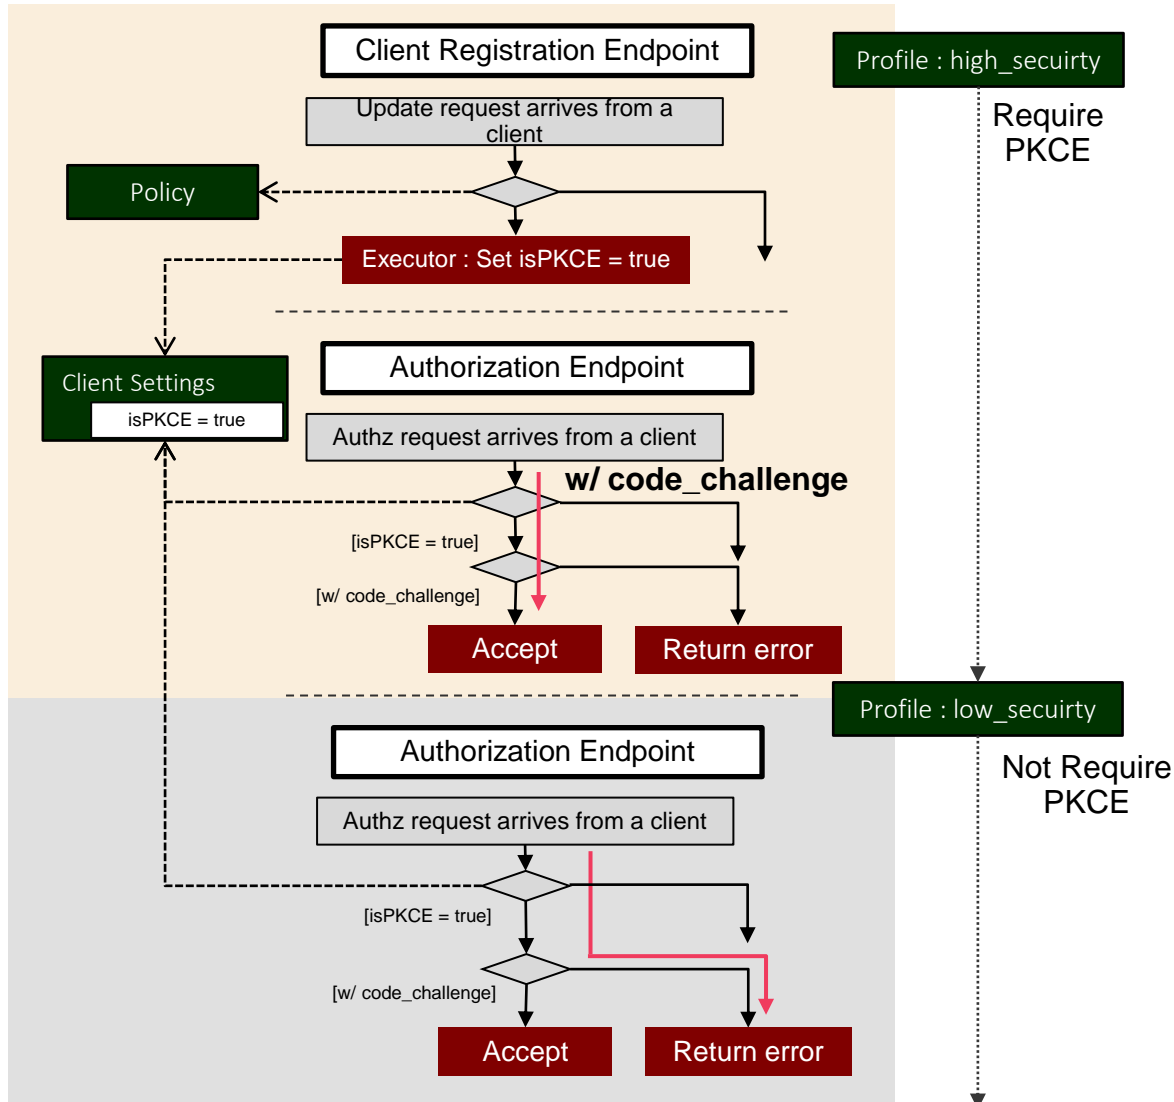 Client Registration Endpoint
Profile : high_secuirty
Update request arrives from a
client
Require
PKCE
Policy
Executor : Set isPKCE = true
Authorization Endpoint
Client Settings
isPKCE = true
Authz request arrives from a client
w/ code_challenge
[isPKCE = true]
[w/ code_challenge]
Accept
Return error
Profile : low_secuirty
Authorization Endpoint
Not Require
PKCE
Authz request arrives from a client
[isPKCE = true]
[w/ code_challenge]
Accept
Return error